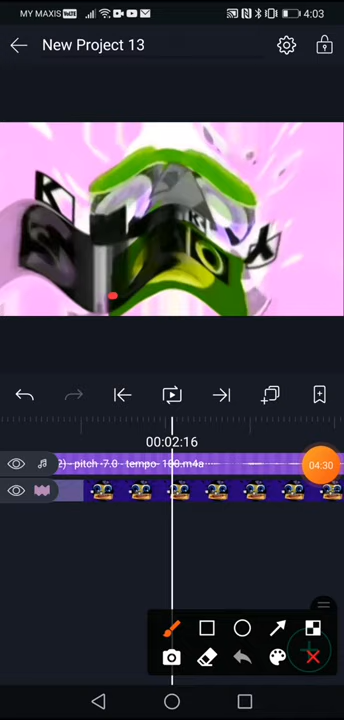 MY MAXIS VoLTE 4:03
New Project 13
K
00:02:16
2) - pitch -7.0 - tempo- 100.m4a
04:30